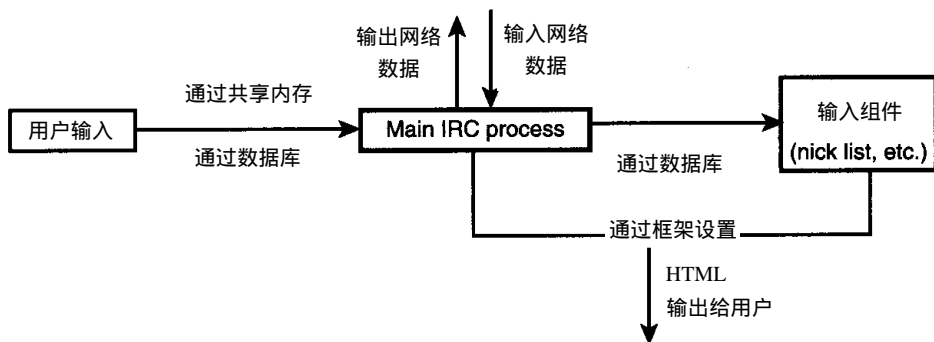 输出网络
数据
输入网络
数据
通过共享内存
用户输入
通过数据库
Main IRC process
通过数据库
输入组件
(nick list, etc.)
通过框架设置
HTML
输出给用户